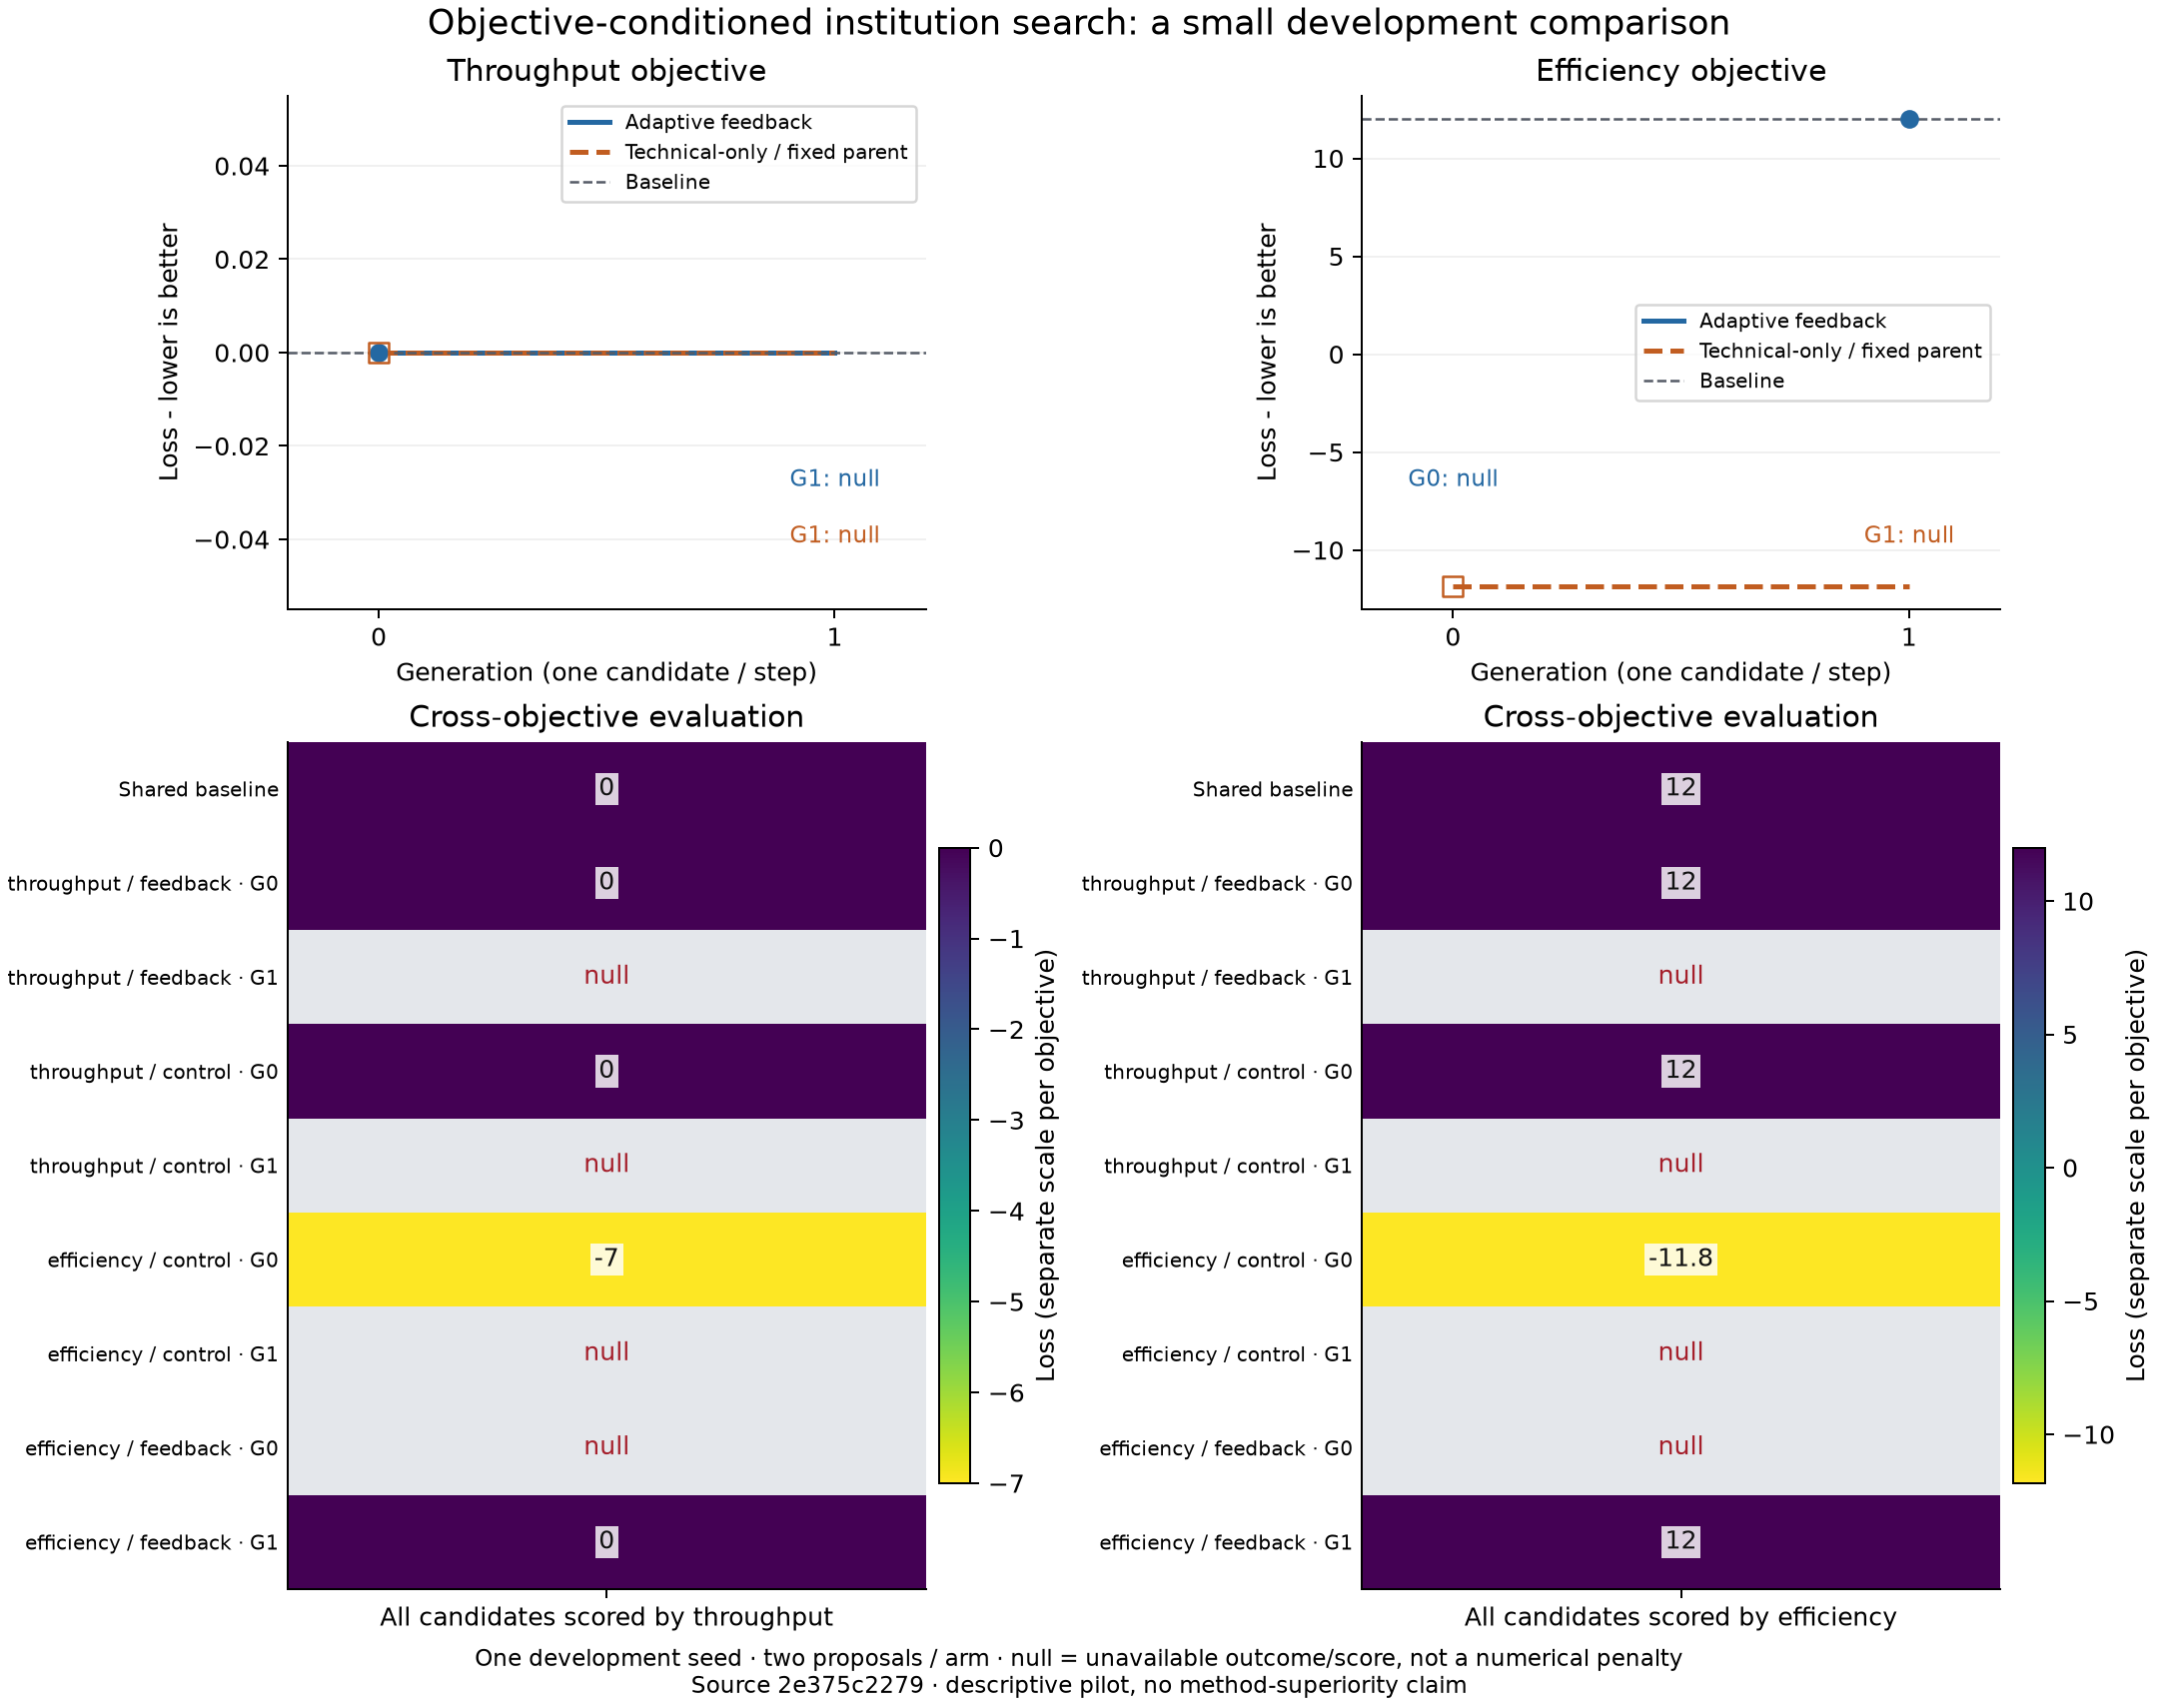 Objective-conditioned institution search: a small development comparison
Throughput objective
Loss - lower is better
0.04
0.02
0.00
−0.02
−0.04
Adaptive feedback
Technical-only / fixed parent
Baseline
G1: null
G1: null
0
1
Generation (one candidate / step)
Efficiency objective
Loss - lower is better
10
5
0
−5
−10
Adaptive feedback
Technical-only / fixed parent
Baseline
G0: null
G1: null
0
1
Generation (one candidate / step)
Cross-objective evaluation
Shared baseline
0
throughput / feedback · G0
0
throughput / feedback · G1
null
throughput / control · G0
0
throughput / control · G1
null
efficiency / control · G0
-7
efficiency / control · G1
null
efficiency / feedback · G0
null
efficiency / feedback · G1
0
All candidates scored by throughput
0
−1
−2
−3
−4
−5
−6
−7
Loss (separate scale per objective)
Cross-objective evaluation
Shared baseline
12
throughput / feedback · G0
12
throughput / feedback · G1
null
throughput / control · G0
12
throughput / control · G1
null
efficiency / control · G0
-11.8
efficiency / control · G1
null
efficiency / feedback · G0
null
efficiency / feedback · G1
12
All candidates scored by efficiency
10
5
0
−5
−10
Loss (separate scale per objective)
One development seed · two proposals / arm · null = unavailable outcome/score, not a numerical penalty
Source 2e375c2279 · descriptive pilot, no method-superiority claim